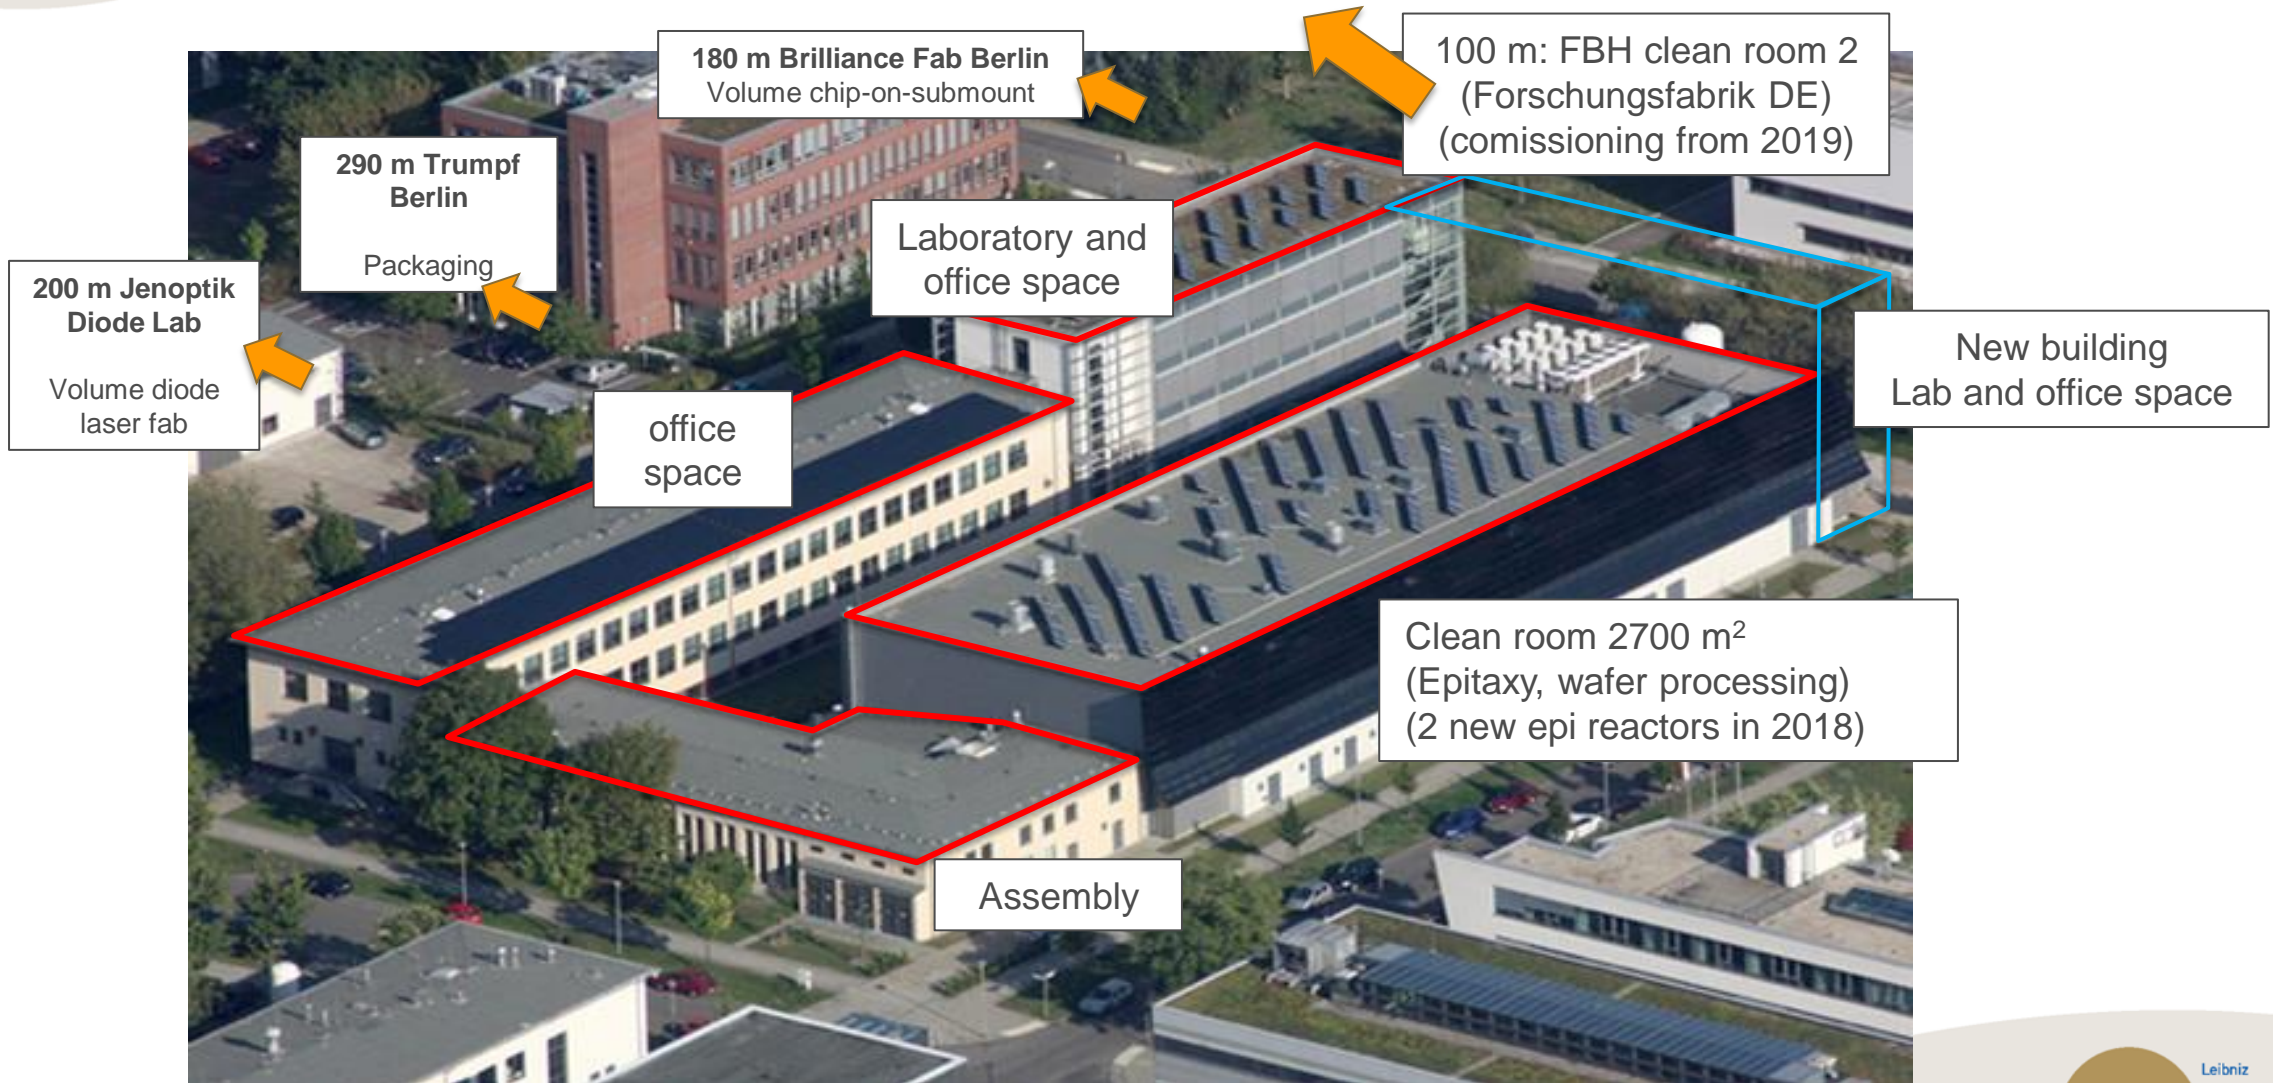 180 m Brilliance Fab Berlin
Volume chip-on-submount
100 m: FBH clean room 2
(Forschungsfabrik DE)
(comissioning from 2019)
290 m Trumpf
Berlin
Packaging
Laboratory and
office space
200 m Jenoptik
Diode Lab
Volume diode
laser fab
New building
Lab and office space
office
space
Clean room 2700 m²
(Epitaxy, wafer processing)
(2 new epi reactors in 2018)
Assembly
Leibniz